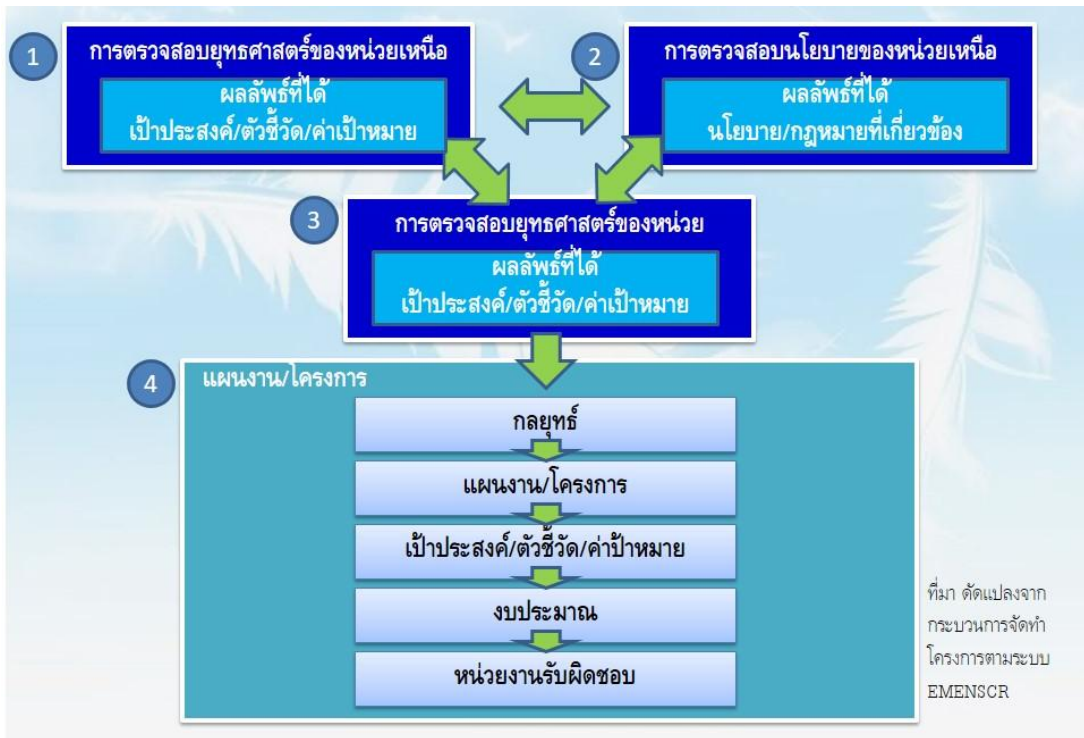 1
การตรวจสอบยุทธศาสตร์ของหน่วยเหนือ
ผลลัพธ์ที่ได้
เป้าประสงค์/ตัวชี้วัด/ค่าเป้าหมาย
2
การตรวจสอบนโยบายของหน่วยเหนือ
ผลลัพธ์ที่ได้
นโยบาย/กฎหมายที่เกี่ยวข้อง
3
การตรวจสอบยุทธศาสตร์ของหน่วย
ผลลัพธ์ที่ได้
เป้าประสงค์/ตัวชี้วัด/ค่าเป้าหมาย
4
แผนงาน/โครงการ
กลยุทธ์
แผนงาน/โครงการ
เป้าประสงค์/ตัวชี้วัด/ค่าป้าหมาย
งบประมาณ
หน่วยงานรับผิดชอบ
ที่มา ดัดแปลงจาก
กระบวนการจัดทำ
โครงการตามระบบ
EMENSCR